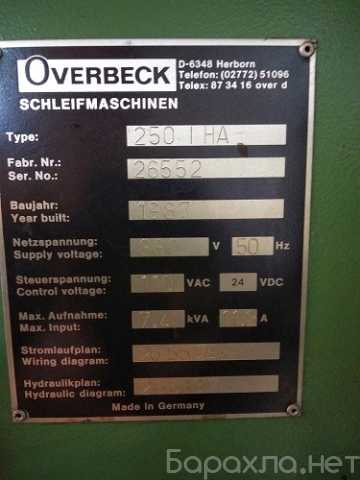 OVERBECK
D-6348 Herborn
Telefon: (02772) 51096
Telex: 87 34 16 over d
SCHLEIFMASCHINEN
Type: 250 I HA
Fabr. Nr.:
Ser. No.: 26552
Baujahr:
Year built: 1987
Netzspannung:
Supply voltage: V 50 Hz
Steuerspannung:
Control voltage: VAC 24 VDC
Max. Aufnahme:
Max. Input: kVA A
Stromlaufplan:
Wiring diagram:
Hydraulikplan:
Hydraulic diagram:
Made in Germany
Барахла.нет